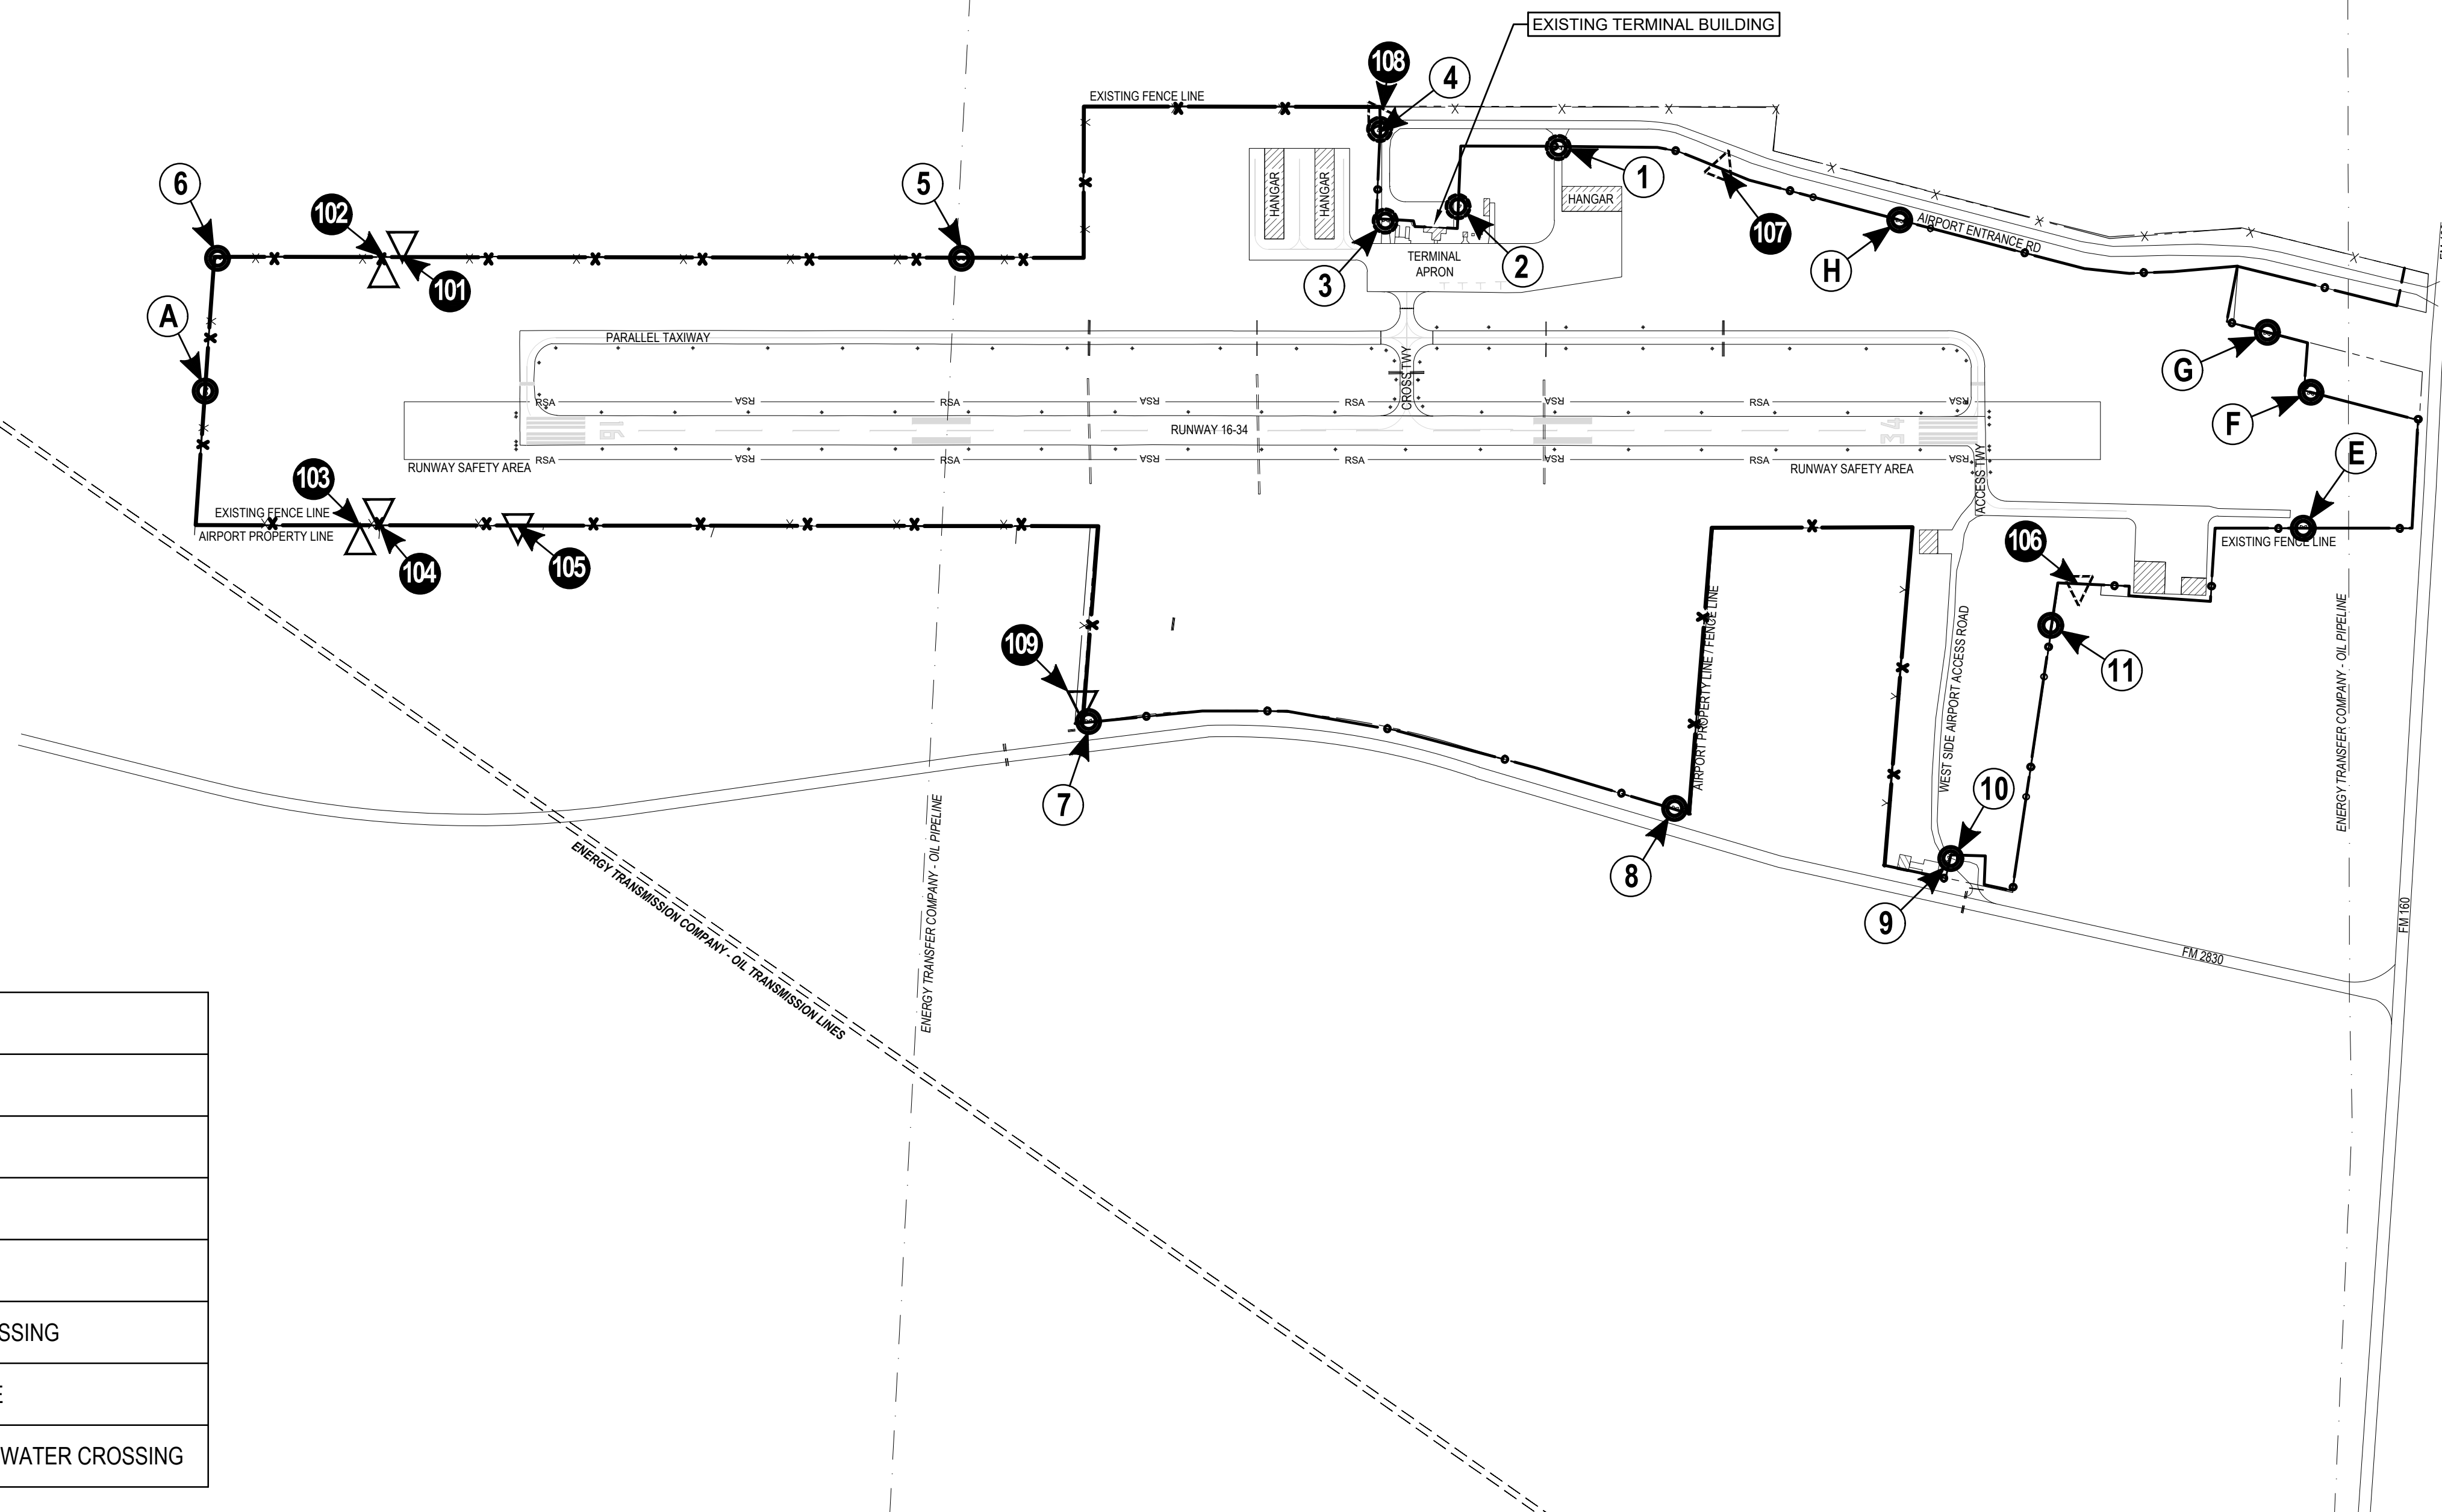 EXISTING TERMINAL BUILDING
108
4
EXISTING FENCE LINE
6
5
1
102
HANGAR
HANGAR
HANGAR
107
AIRPORT ENTRANCE RD
H
TERMINAL
APRON
2
3
101
A
PARALLEL TAXIWAY
CROSS TWY
G
F
RSA
RSA
RSA
RSA
RSA
RSA
RSA
RSA
16
RUNWAY 16-34
34
RSA
RSA
RSA
RSA
RSA
RSA
RSA
RSA
RUNWAY SAFETY AREA
RUNWAY SAFETY AREA
E
ACCESS TWY
103
EXISTING FENCE LINE
AIRPORT PROPERTY LINE
104
105
106
EXISTING FENCE LINE
109
AIRPORT PROPERTY LINE / FENCE LINE
WEST SIDE AIRPORT ACCESS ROAD
11
ENERGY TRANSFER COMPANY - OIL PIPELINE
7
10
8
9
FM 160
FM 2830
ENERGY TRANSMISSION COMPANY - OIL TRANSMISSION LINES
ENERGY TRANSFER COMPANY - OIL PIPELINE
SSING
E
WATER CROSSING